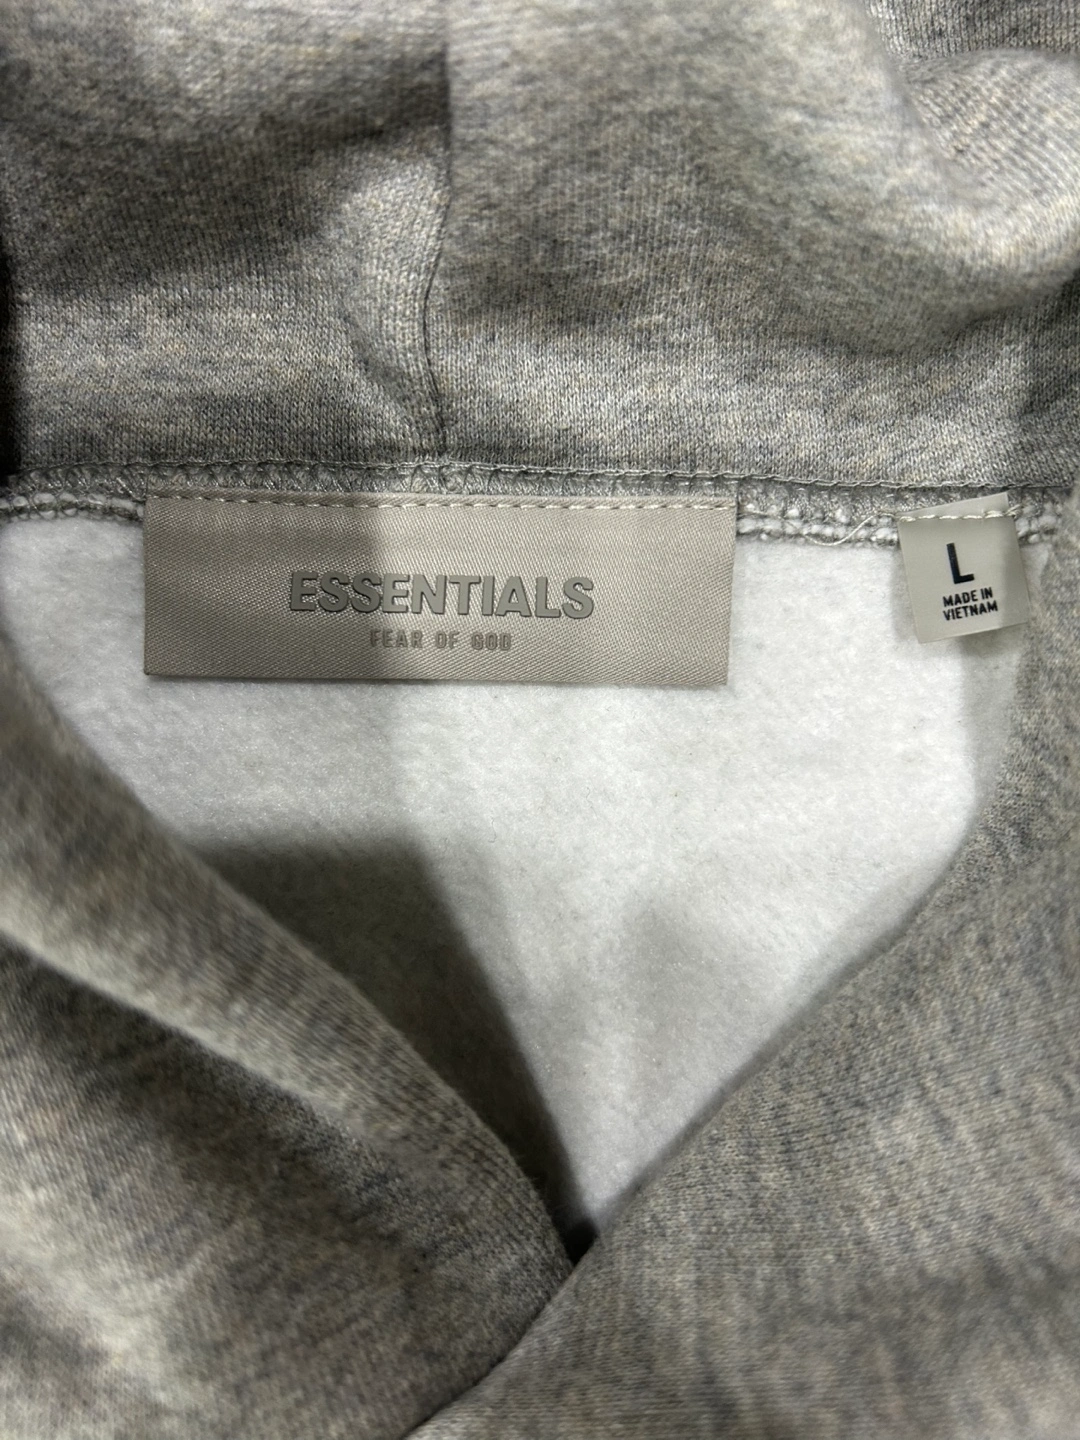 ESSENTIALS
FEAR OF GOD
L
MADE IN
VIETNAM